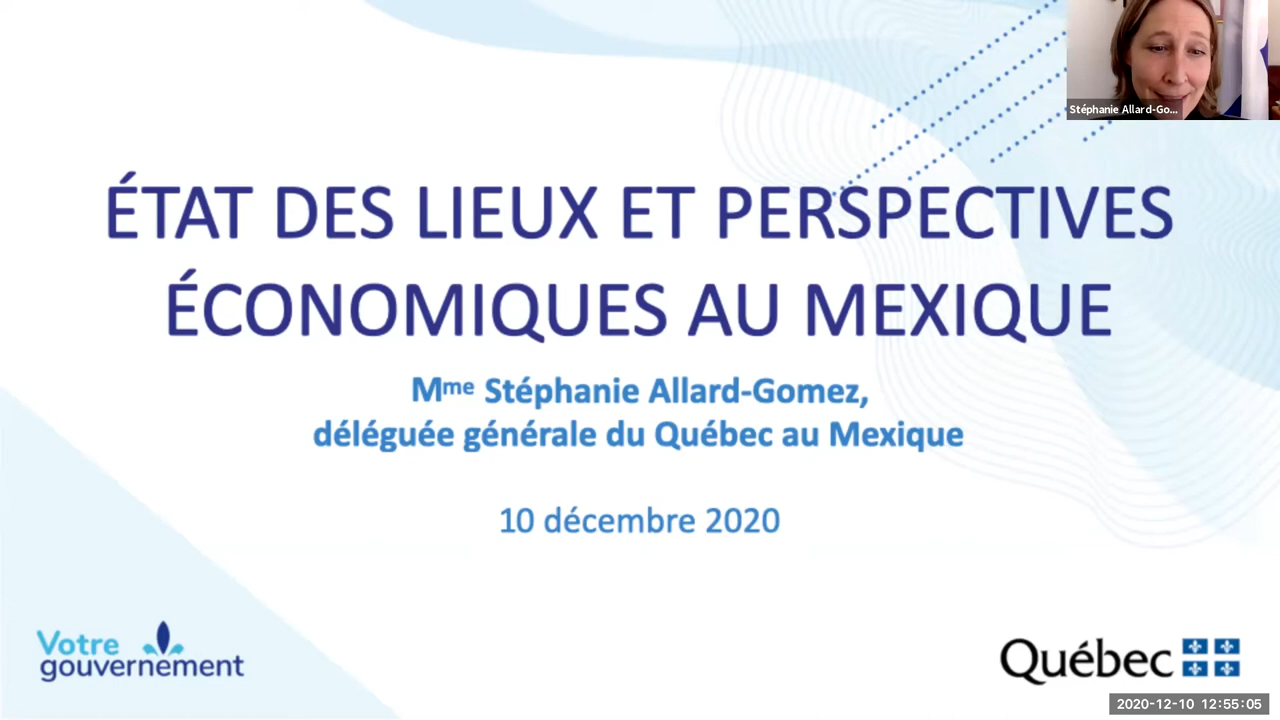 Stéphanie Allard-Go...
ÉTAT DES LIEUX ET PERSPECTIVES
ÉCONOMIQUES AU MEXIQUE
Mme Stéphanie Allard-Gomez,
déléguée générale du Québec au Mexique
10 décembre 2020
Votre
gouvernement
Québec
2020-12-10 12:55:05